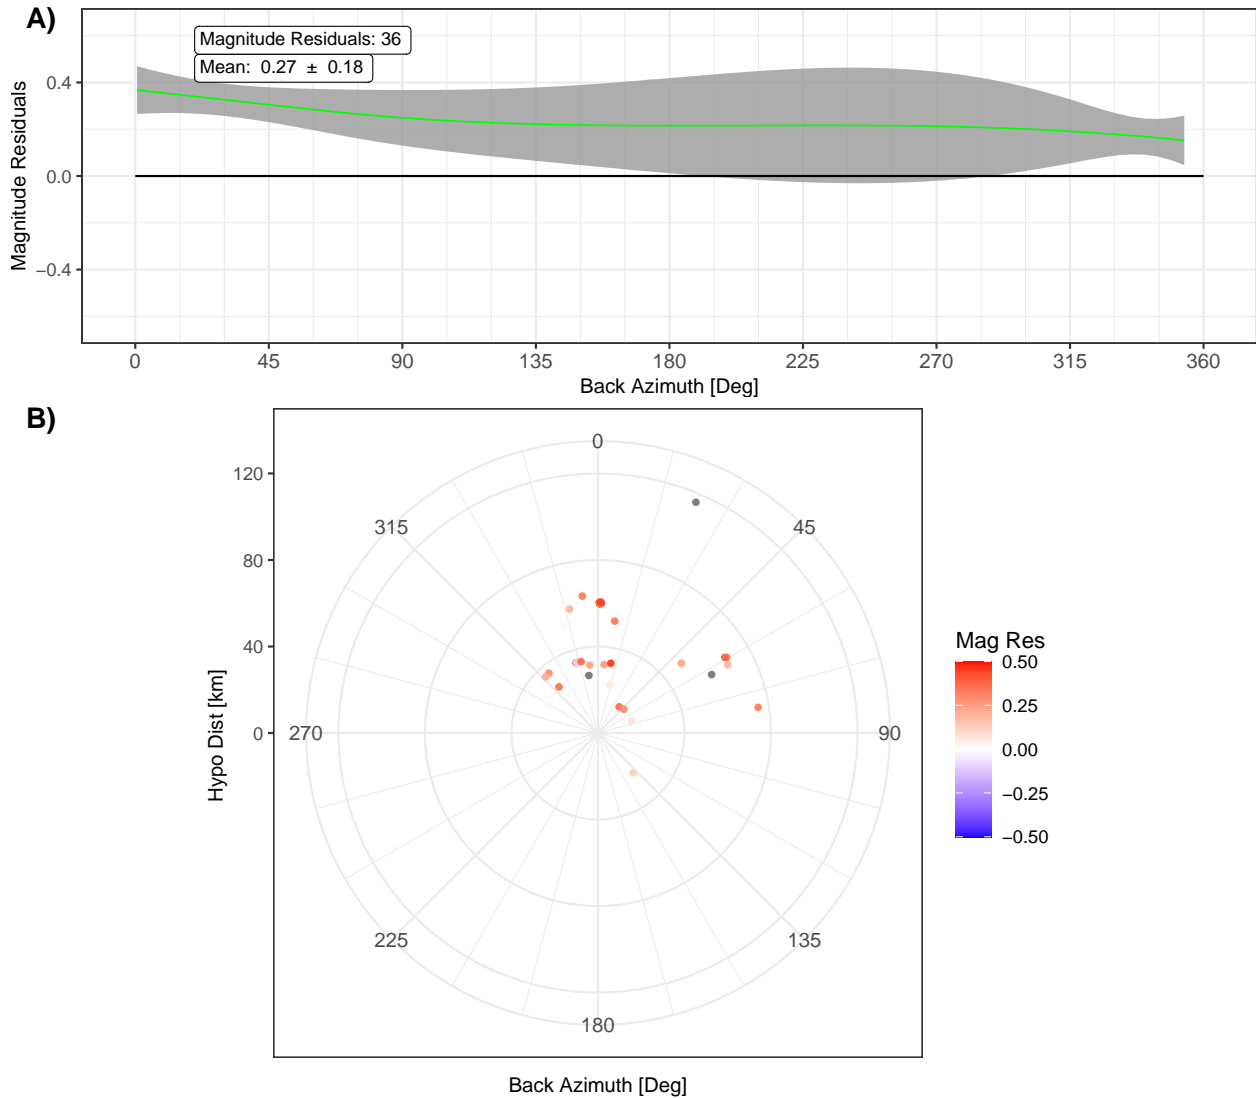 A)
Magnitude Residuals: 36
Mean:  0.27  ±  0.18
Magnitude Residuals
0.4
0.0
−0.4
0 45 90 135 180 225 270 315 360
Back Azimuth [Deg]
B)
Hypo Dist [km]
120
80
40
0
0
45
90
135
180
225
270
315
Back Azimuth [Deg]
Mag Res
0.50
0.25
0.00
−0.25
−0.50